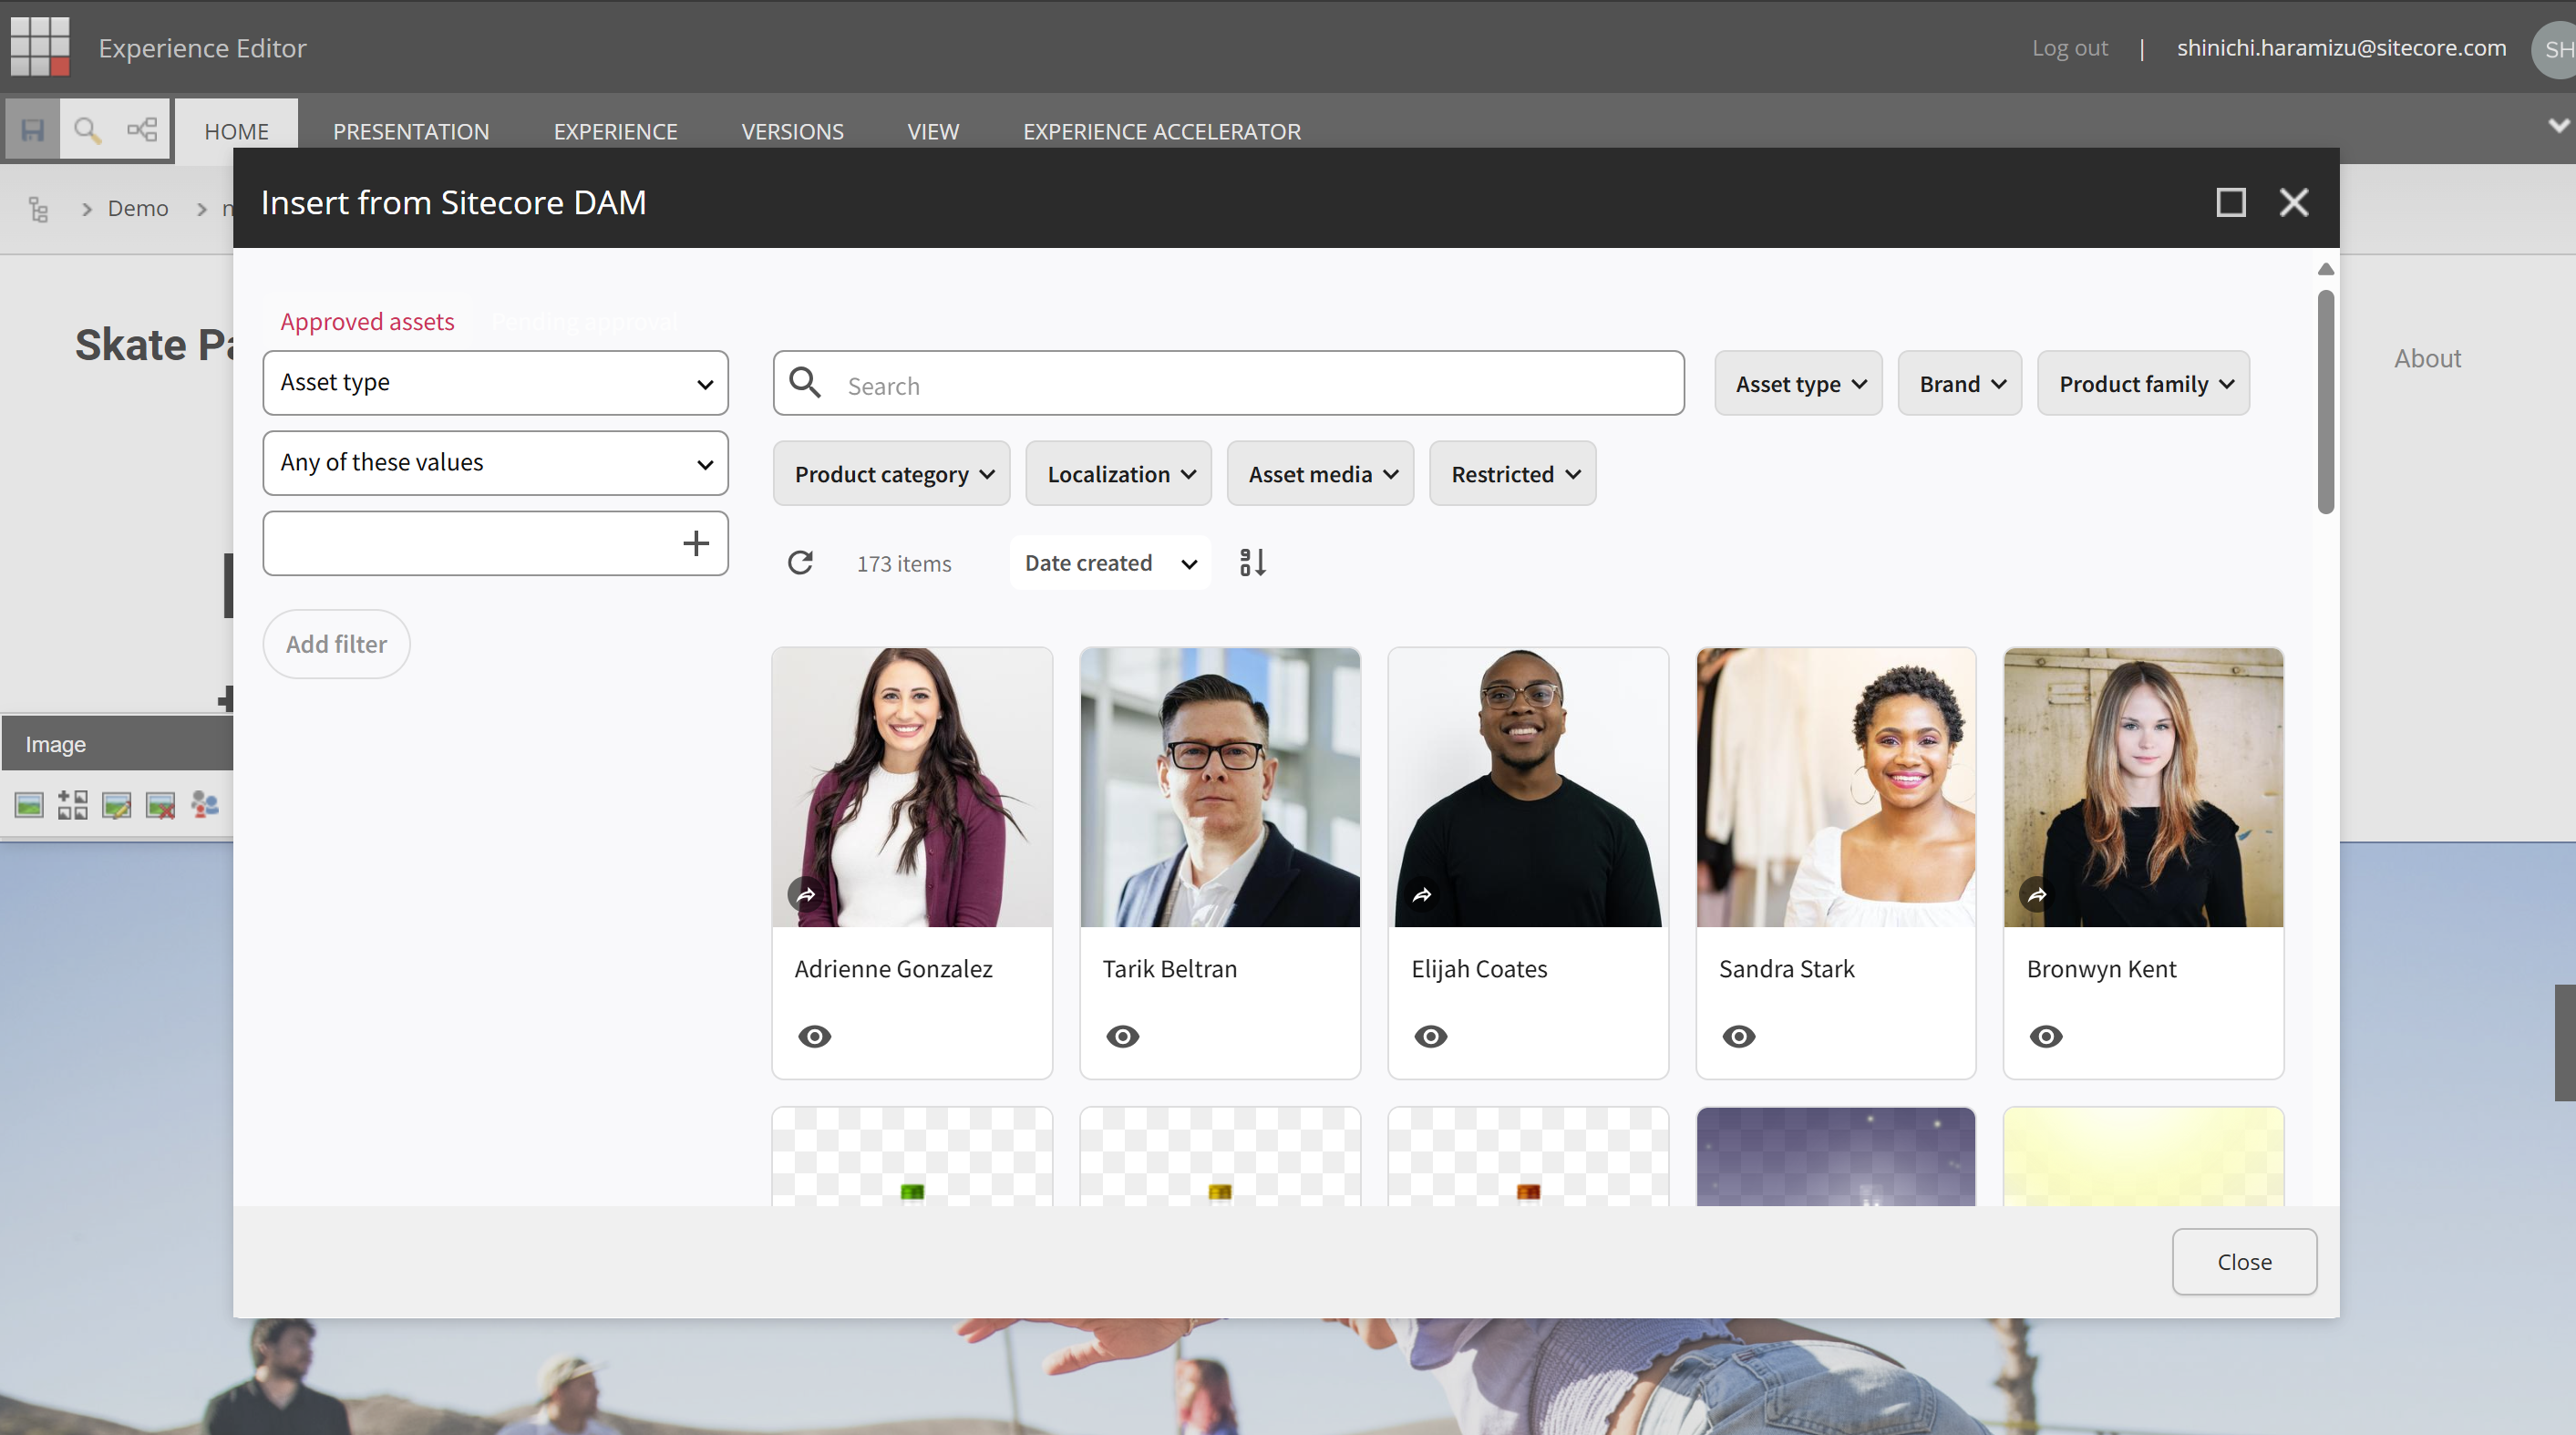 Experience Editor
Log out | shinichi.haramizu@sitecore.com
SH
HOME PRESENTATION EXPERIENCE VERSIONS VIEW EXPERIENCE ACCELERATOR
Demo
Insert from Sitecore DAM
Skate
About
Approved assets Pending approval
Asset type
Search
Asset type Brand Product family
Any of these values
Product category Localization Asset media Restricted
173 items Date created
Add filter
Image
Adrienne Gonzalez Tarik Beltran Elijah Coates Sandra Stark Bronwyn Kent
Close